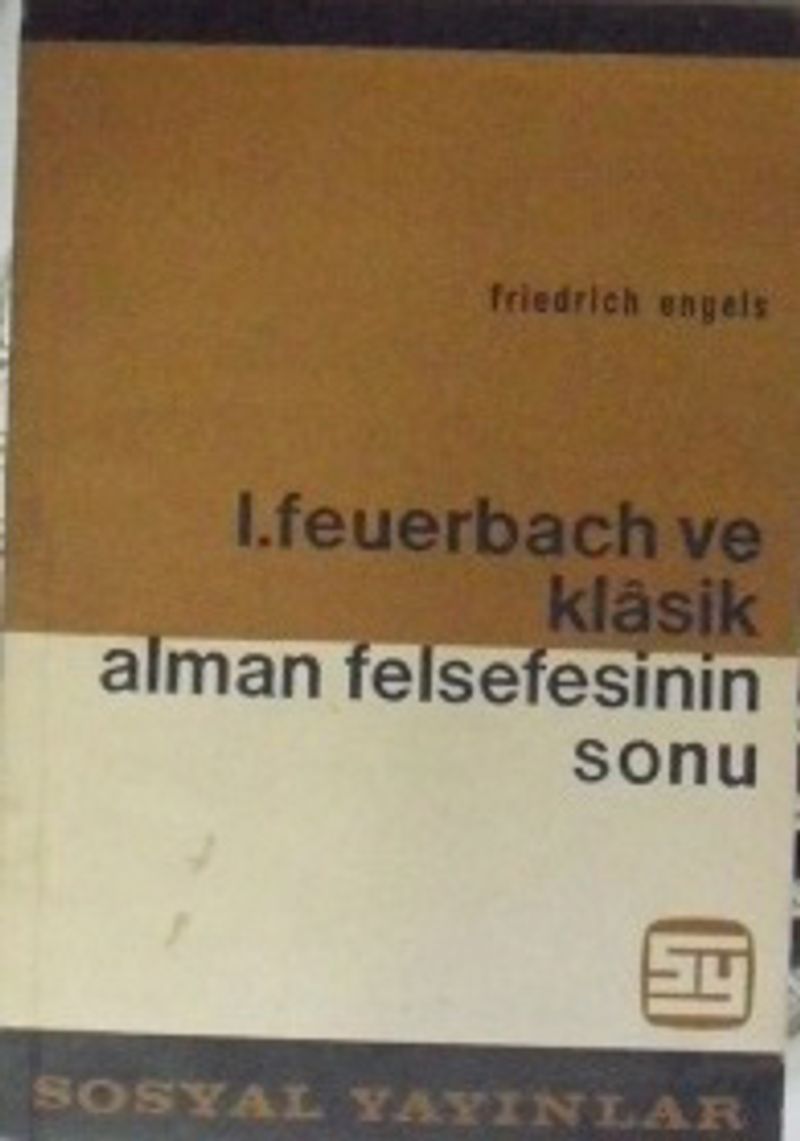 friedrich engels
l.feuerbach ve
klâsik
alman felsefesinin
sonu
sy
SOSYAL YAYINLAR